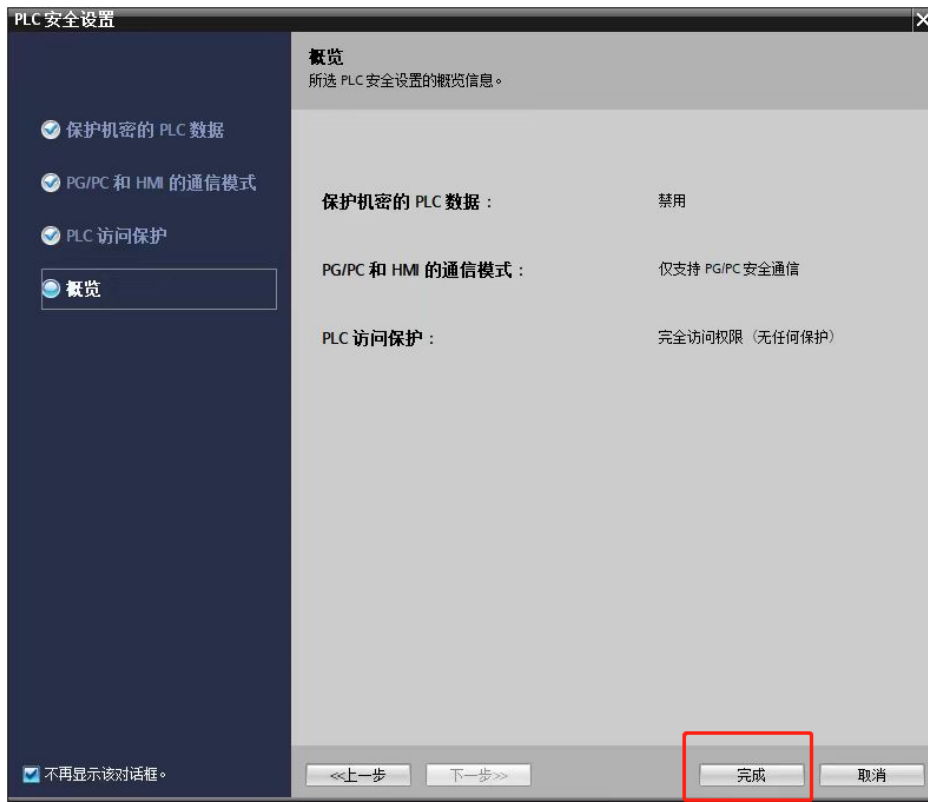 PLC 安全设置
概览
所选 PLC 安全设置的概览信息。
保护机密的 PLC 数据
PG/PC 和 HMI 的通信模式
PLC 访问保护
概览
保护机密的 PLC 数据： 禁用
PG/PC 和 HMI 的通信模式： 仅支持 PG/PC 安全通信
PLC 访问保护： 完全访问权限（无任何保护）
不再显示该对话框。
<<上一步 下一步>> 完成 取消